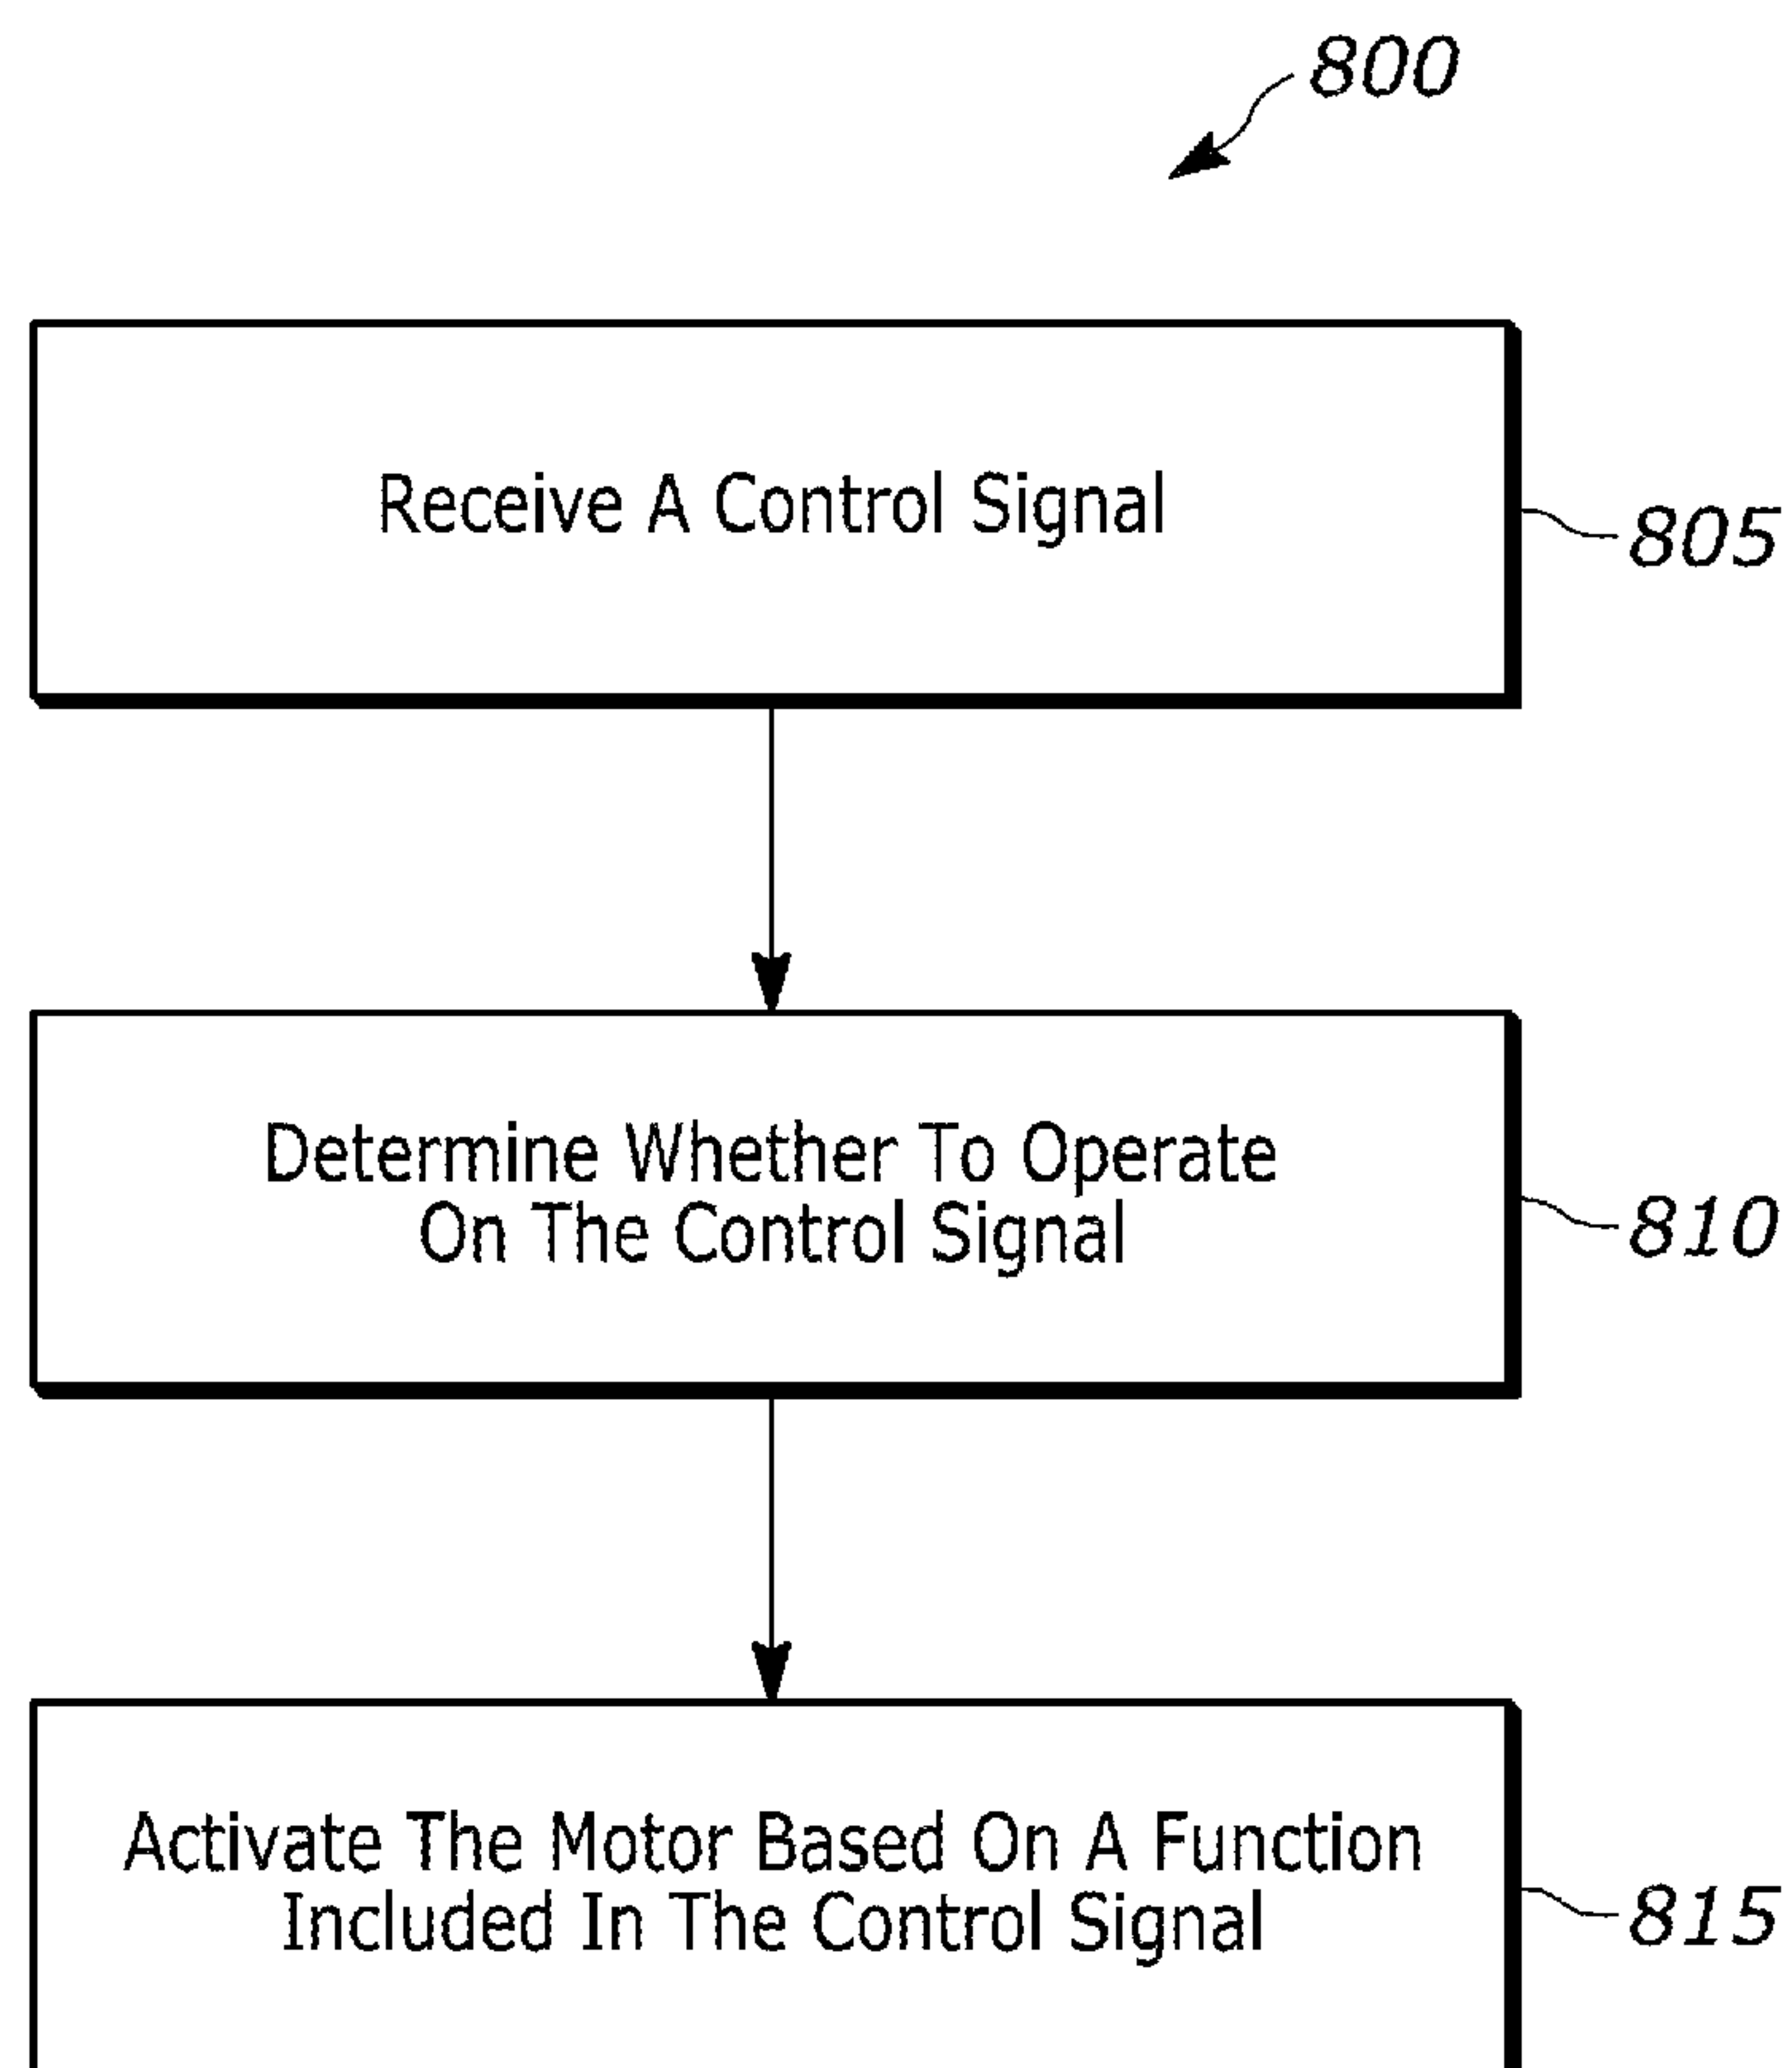 800
Receive A Control Signal
805
Determine Whether To Operate
On The Control Signal
810
Activate The Motor Based On A Function
Included In The Control Signal
815